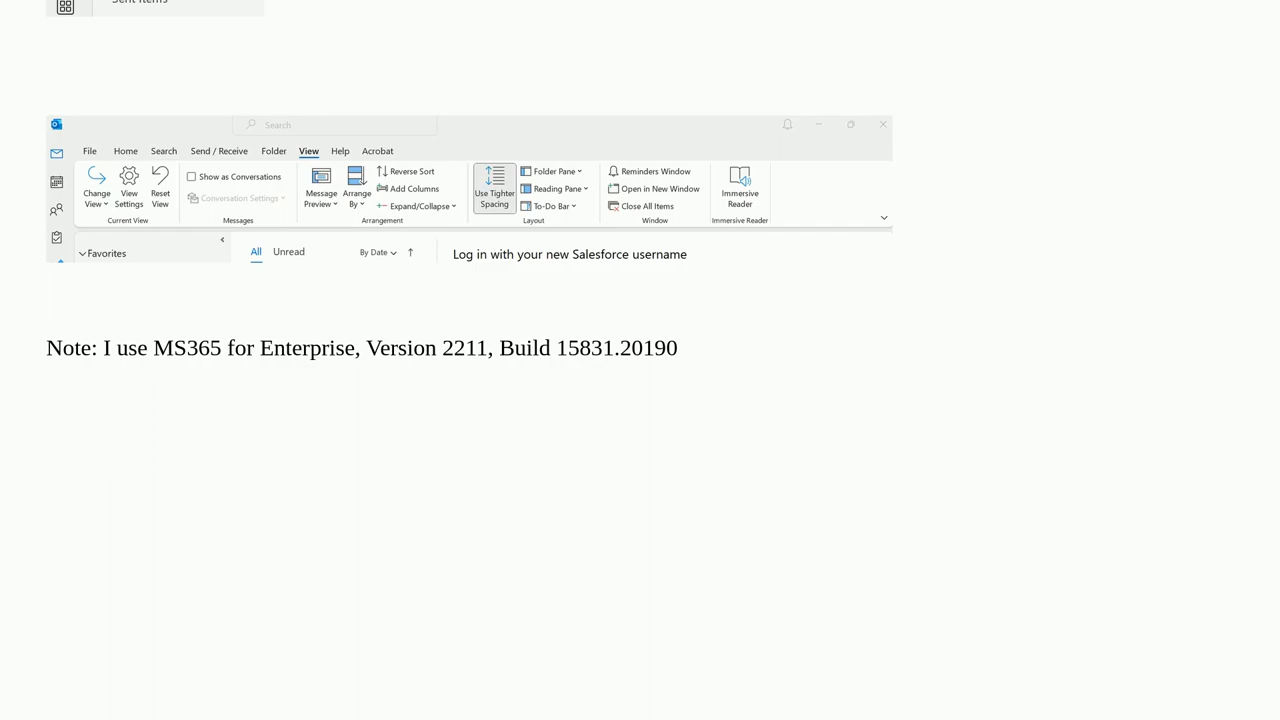 Sent Items
Search
File Home Search Send / Receive Folder View Help Acrobat
Change View View Settings Reset View
Current View
Show as Conversations
Conversation Settings
Messages
Message Preview Arrange By
Reverse Sort
Add Columns
Expand/Collapse
Arrangement
Use Tighter Spacing
Folder Pane
Reading Pane
To-Do Bar
Layout
Reminders Window
Open in New Window
Close All Items
Window
Immersive Reader
Immersive Reader
Favorites
All Unread By Date
Log in with your new Salesforce username
Note: I use MS365 for Enterprise, Version 2211, Build 15831.20190